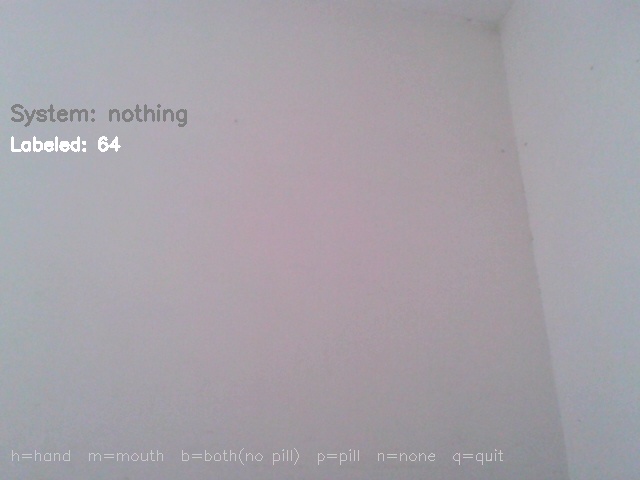 System: nothing
Labeled: 64
h=hand m=mouth b=both(no pill) p=pill n=none q=quit